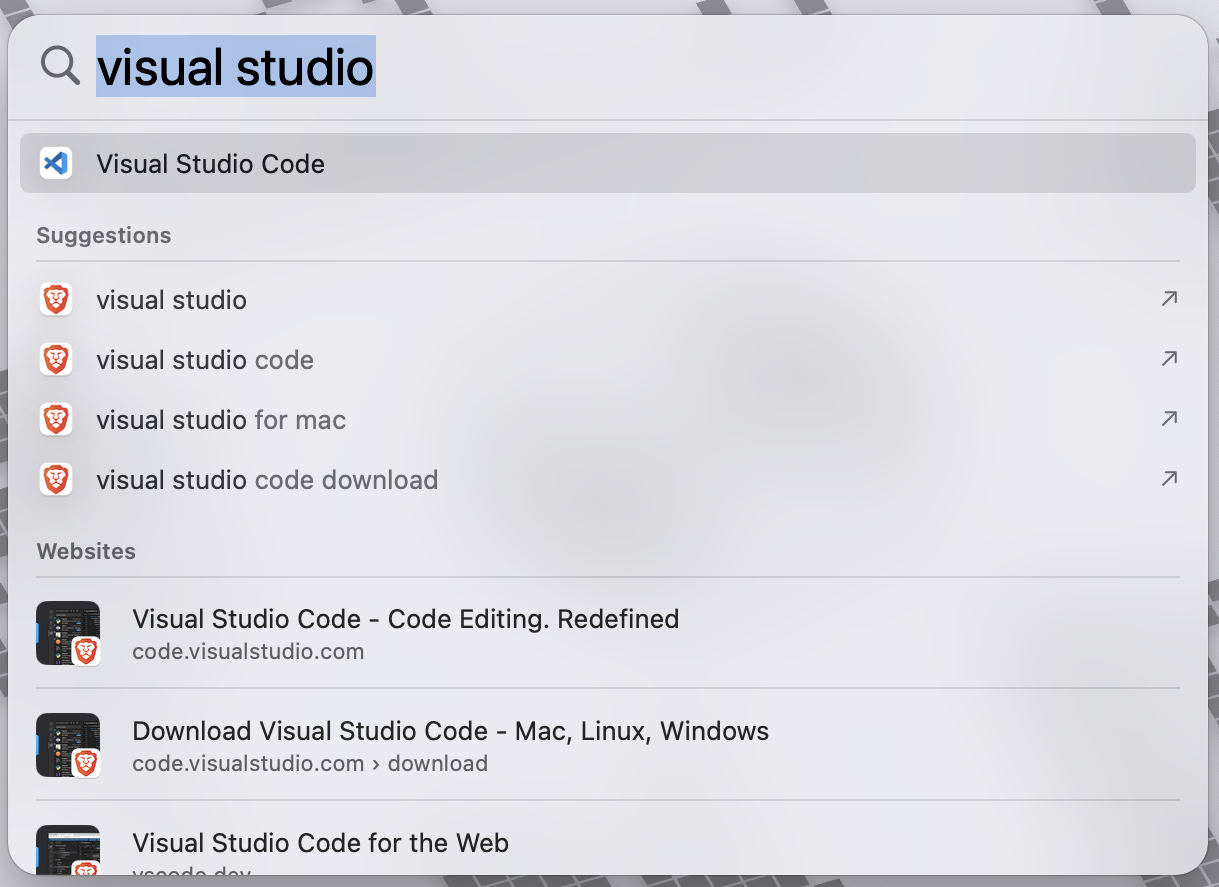 visual studio
Visual Studio Code
Suggestions
visual studio
visual studio code
visual studio for mac
visual studio code download
Websites
Visual Studio Code - Code Editing. Redefined
code.visualstudio.com
Download Visual Studio Code - Mac, Linux, Windows
code.visualstudio.com › download
Visual Studio Code for the Web
vscode.dev